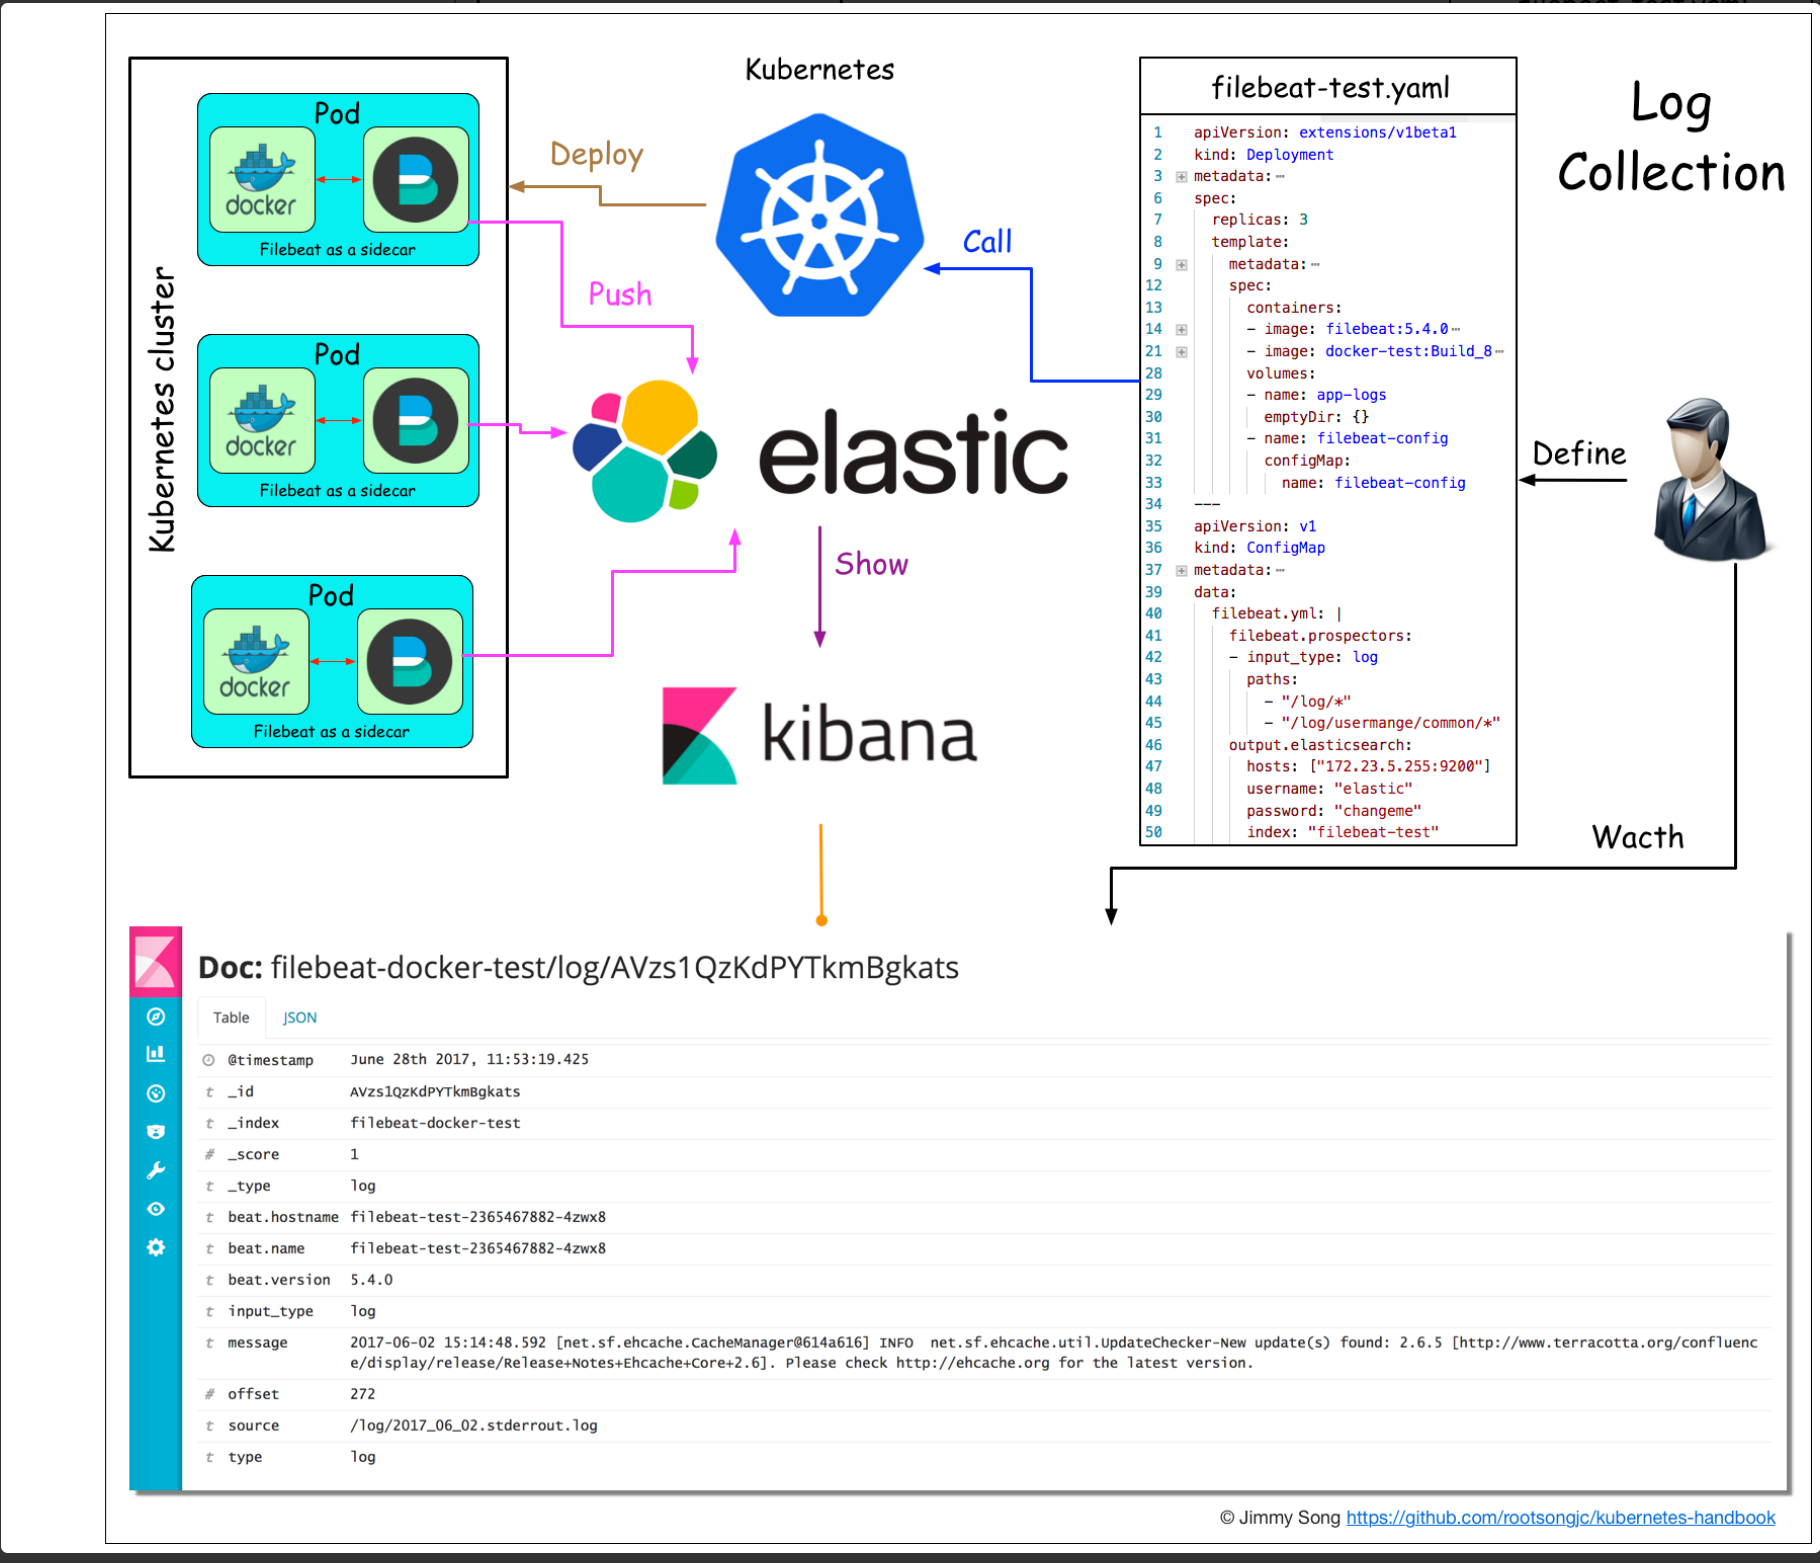 Kubernetes
filebeat-test.yaml
Log
Collection
Kubernetes cluster
Pod
docker
Filebeat as a sidecar
Pod
docker
Filebeat as a sidecar
Pod
docker
Filebeat as a sidecar
Deploy
Call
Push
elastic
Show
kibana
1 apiVersion: extensions/v1beta1
2 kind: Deployment
3 metadata:⋯
6 spec:
7 replicas: 3
8 template:
9 metadata:⋯
12 spec:
13 containers:
14 - image: filebeat:5.4.0⋯
21 - image: docker-test:Build_8⋯
28 volumes:
29 - name: app-logs
30 emptyDir: {}
31 - name: filebeat-config
32 configMap:
33 name: filebeat-config
34 ---
35 apiVersion: v1
36 kind: ConfigMap
37 metadata:⋯
39 data:
40 filebeat.yml: |
41 filebeat.prospectors:
42 - input_type: log
43 paths:
44 - "/log/*"
45 - "/log/usermange/common/*"
46 output.elasticsearch:
47 hosts: ["172.23.5.255:9200"]
48 username: "elastic"
49 password: "changeme"
50 index: "filebeat-test"
Define
Wacth
Doc: filebeat-docker-test/log/AVzs1QzKdPYTkmBgkats
Table JSON
@timestamp June 28th 2017, 11:53:19.425
t _id AVzs1QzKdPYTkmBgkats
t _index filebeat-docker-test
# _score 1
t _type log
t beat.hostname filebeat-test-2365467882-4zwx8
t beat.name filebeat-test-2365467882-4zwx8
t beat.version 5.4.0
t input_type log
t message 2017-06-02 15:14:48.592 [net.sf.ehcache.CacheManager@614a616] INFO net.sf.ehcache.util.UpdateChecker-New update(s) found: 2.6.5 [http://www.terracotta.org/confluenc
e/display/release/Release+Notes+Ehcache+Core+2.6]. Please check http://ehcache.org for the latest version.
# offset 272
t source /log/2017_06_02.stderrout.log
t type log
© Jimmy Song https://github.com/rootsongjc/kubernetes-handbook